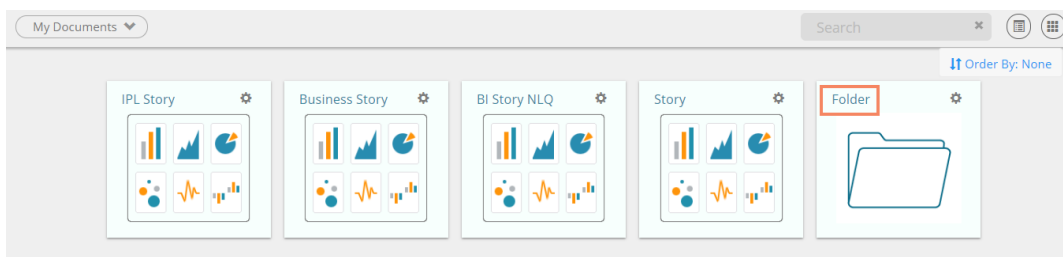 My Documents
Search
Order By: None
IPL Story
Business Story
BI Story NLQ
Story
Folder